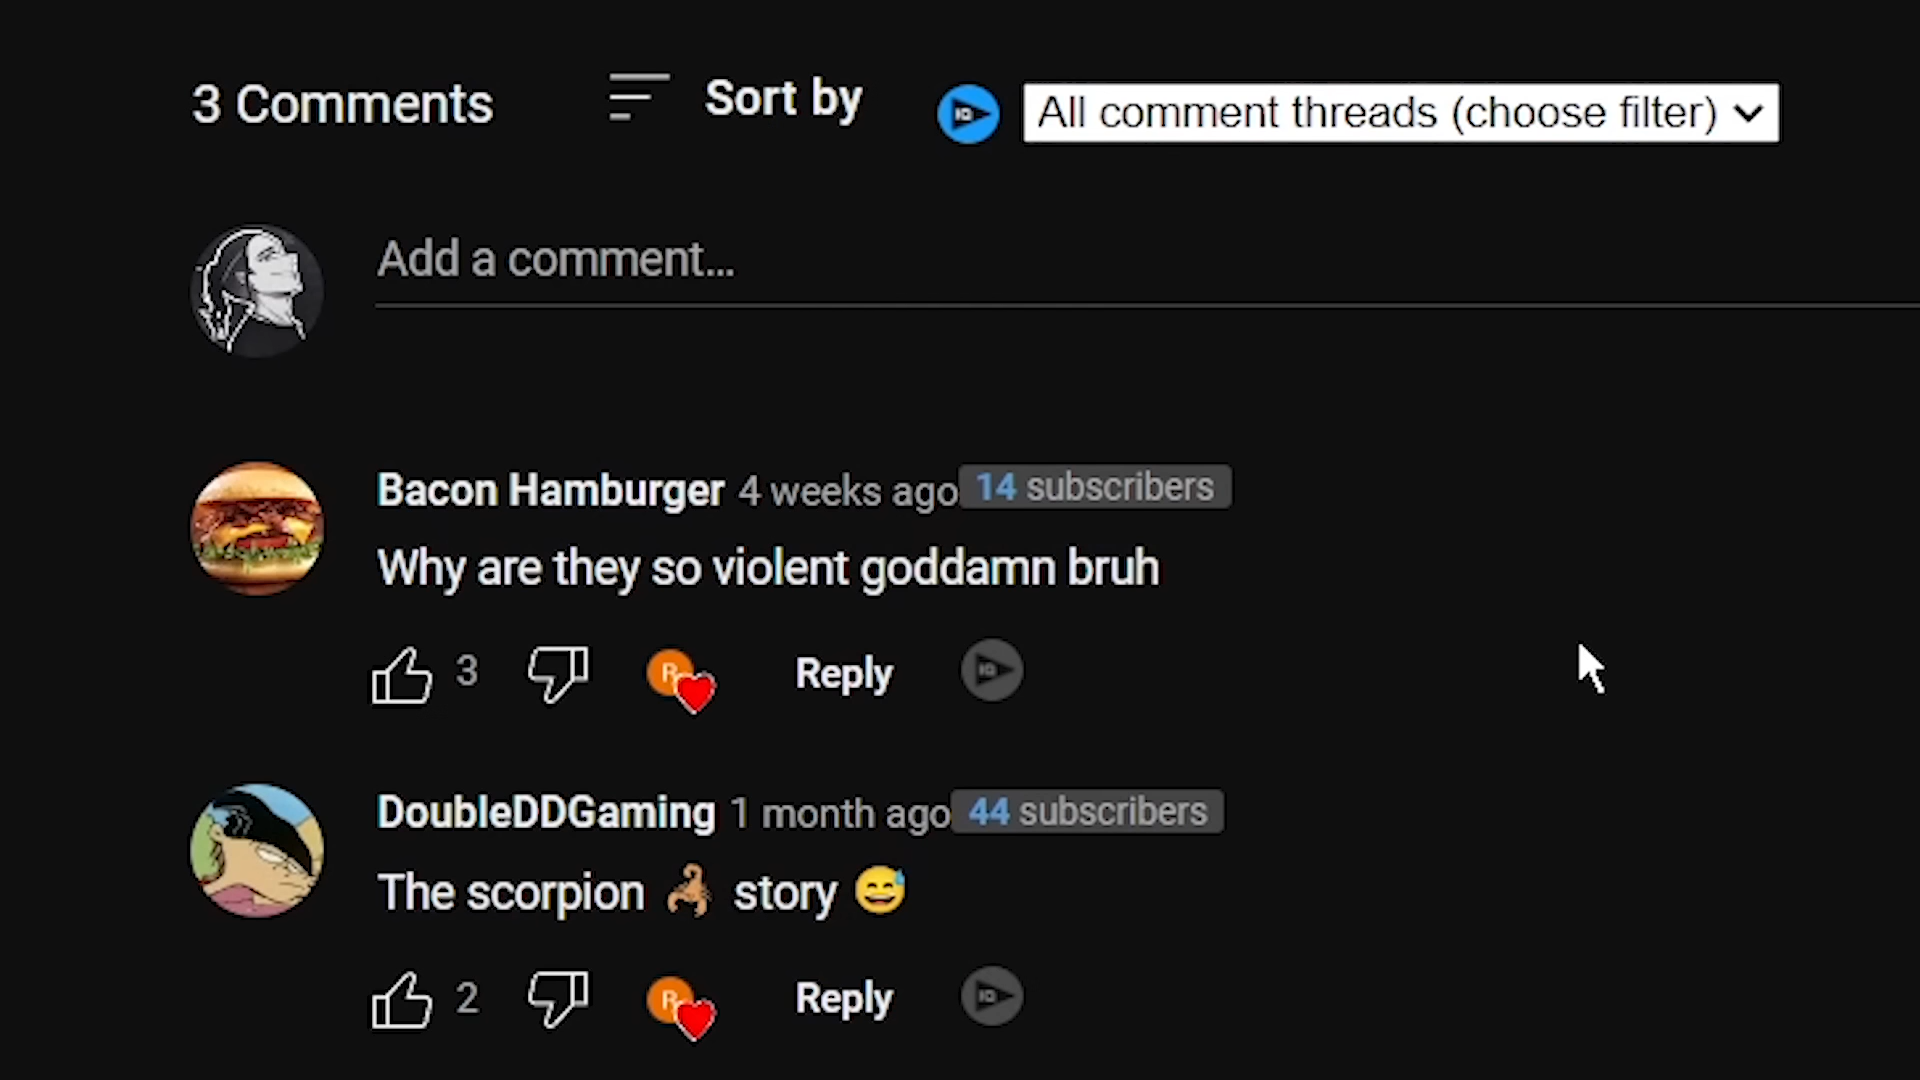 3 Comments Sort by All comment threads (choose filter)
Add a comment...
Bacon Hamburger 4 weeks ago 14 subscribers
Why are they so violent goddamn bruh
3 R Reply
DoubleDDGaming 1 month ago 44 subscribers
The scorpion 🦂 story 😅
2 R Reply